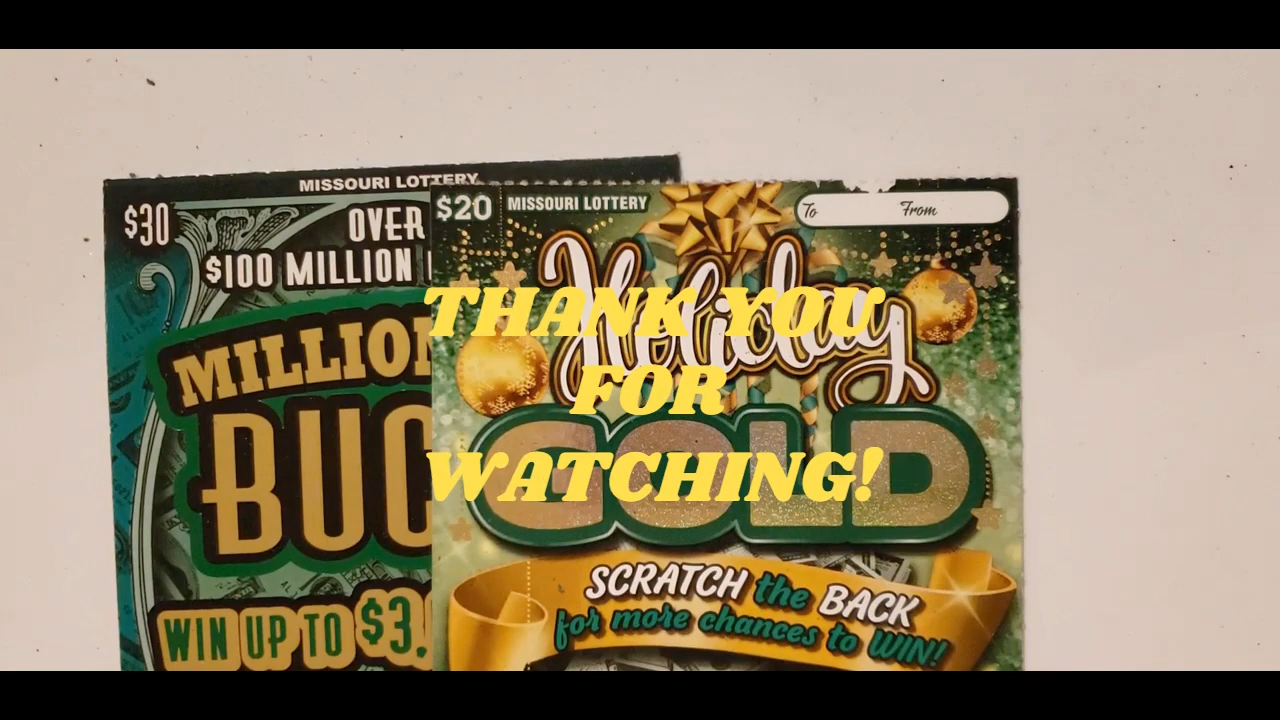 MISSOURI LOTTERY
$30
OVER
$100 MILLION
BUC
WIN UP TO $3.
$20 MISSOURI LOTTERY
To From
Holiday
GOLD
SCRATCH the BACK
for more chances to WIN!
THANK YOU
FOR
WATCHING!